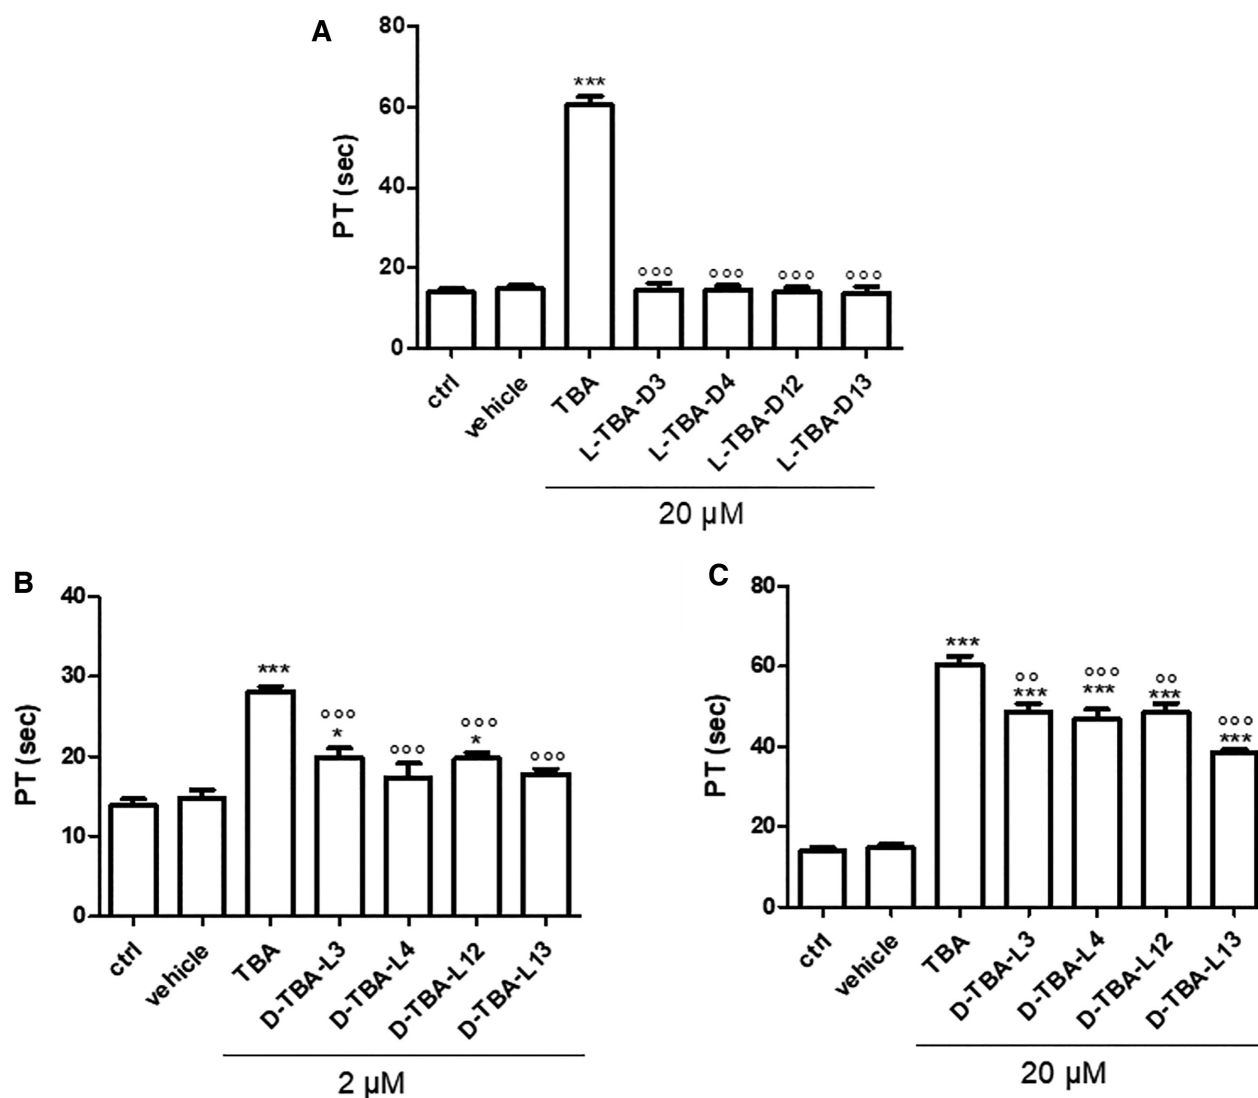 A
80
60
40
20
0
PT (sec)
***
°°° °°° °°° °°°
ctrl vehicle TBA L-TBA-D3 L-TBA-D4 L-TBA-D12 L-TBA-D13
20 µM
B
40
30
20
10
0
PT (sec)
***
°°° °°°
* °°° * °°°
ctrl vehicle TBA D-TBA-L3 D-TBA-L4 D-TBA-L12 D-TBA-L13
2 µM
C
80
60
40
20
0
PT (sec)
***
°° °°° °°
*** *** ***
°°°
***
ctrl vehicle TBA D-TBA-L3 D-TBA-L4 D-TBA-L12 D-TBA-L13
20 µM